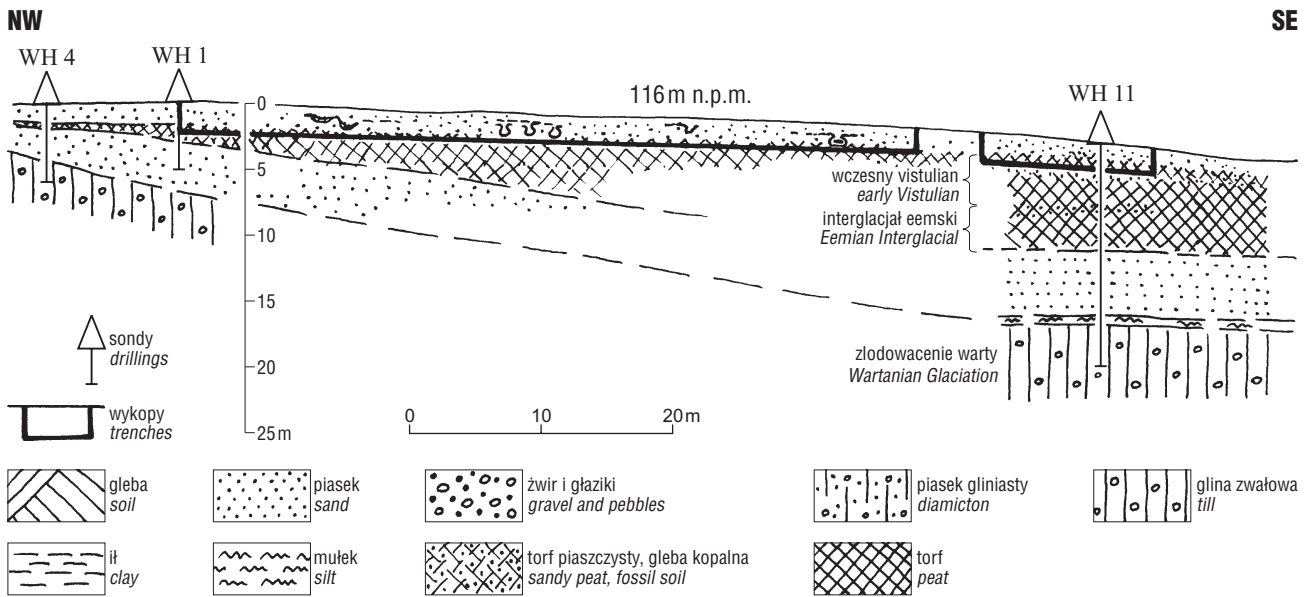 NW
SE
WH 4
WH 1
116 m n.p.m.
WH 11
0
5
10
15
20
25 m
wczesny vistulian
early Vistulian
interglacjał eemski
Eemian Interglacial
zlodowacenie warty
Wartanian Glaciation
sondy
drillings
wykopy
trenches
0 10 20 m
gleba
soil
piasek
sand
żwir i głaziki
gravel and pebbles
piasek gliniasty
diamicton
glina zwałowa
till
ił
clay
mułek
silt
torf piaszczysty, gleba kopalna
sandy peat, fossil soil
torf
peat